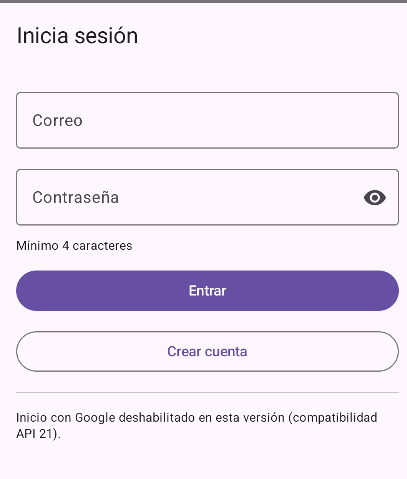 Inicia sesión
Correo
Contraseña
Mínimo 4 caracteres
Entrar
Crear cuenta
Inicio con Google deshabilitado en esta versión (compatibilidad
API 21).